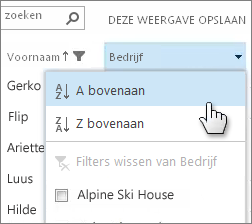 zoeken
DEZE WEERGAVE OPSLAAN
Voornaam
Bedrijf
Gerko
A bovenaan
Flip
Z bovenaan
Ariette
Filters wissen van Bedrijf
Luus
Alpine Ski House
Hilde